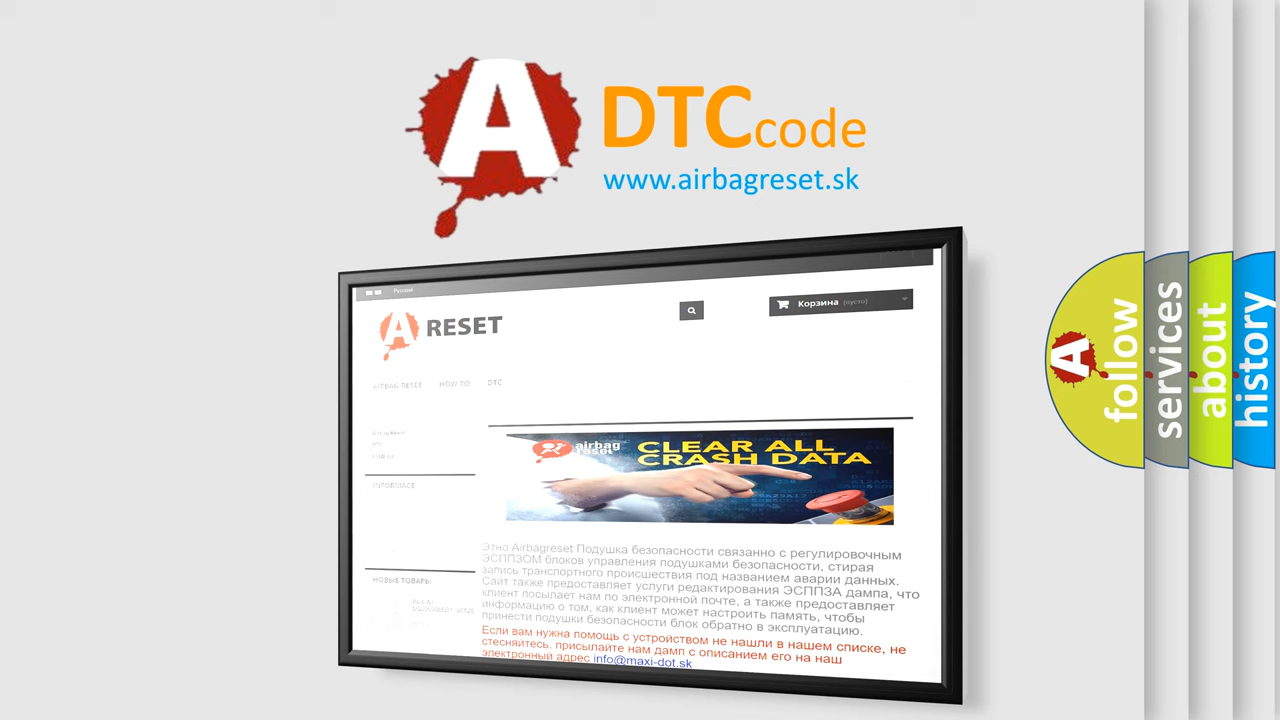 A
DTCcode
www.airbagreset.sk
Русский
A RESET
Корзина (пусто)
AIRBAG RESET HOW TO DTC
INFORMACE
airbag
reset
CLEAR ALL
CRASH DATA
Этно Airbagreset Подушка безопасности связанно с регулировочным
ЭСППЗОМ блоков управления подушками безопасности, стирая
запись транспортного происшествия под названием аварии данных.
Сайт также предоставляет услуги редактирования ЭСППЗА дампа, что
клиент посылает нам по электронной почте, а также предоставляет
информацию о том, как клиент может настроить память, чтобы
принести подушки безопасности блок обратно в эксплуатацию.
Если вам нужна помощь с устройством не нашли в нашем списке, не
стесняйтесь, присылайте нам дамп с описанием его на наш
электронный адрес info@maxi-dot.sk
НОВЫЕ ТОВАРЫ
A
follow
services
about
history